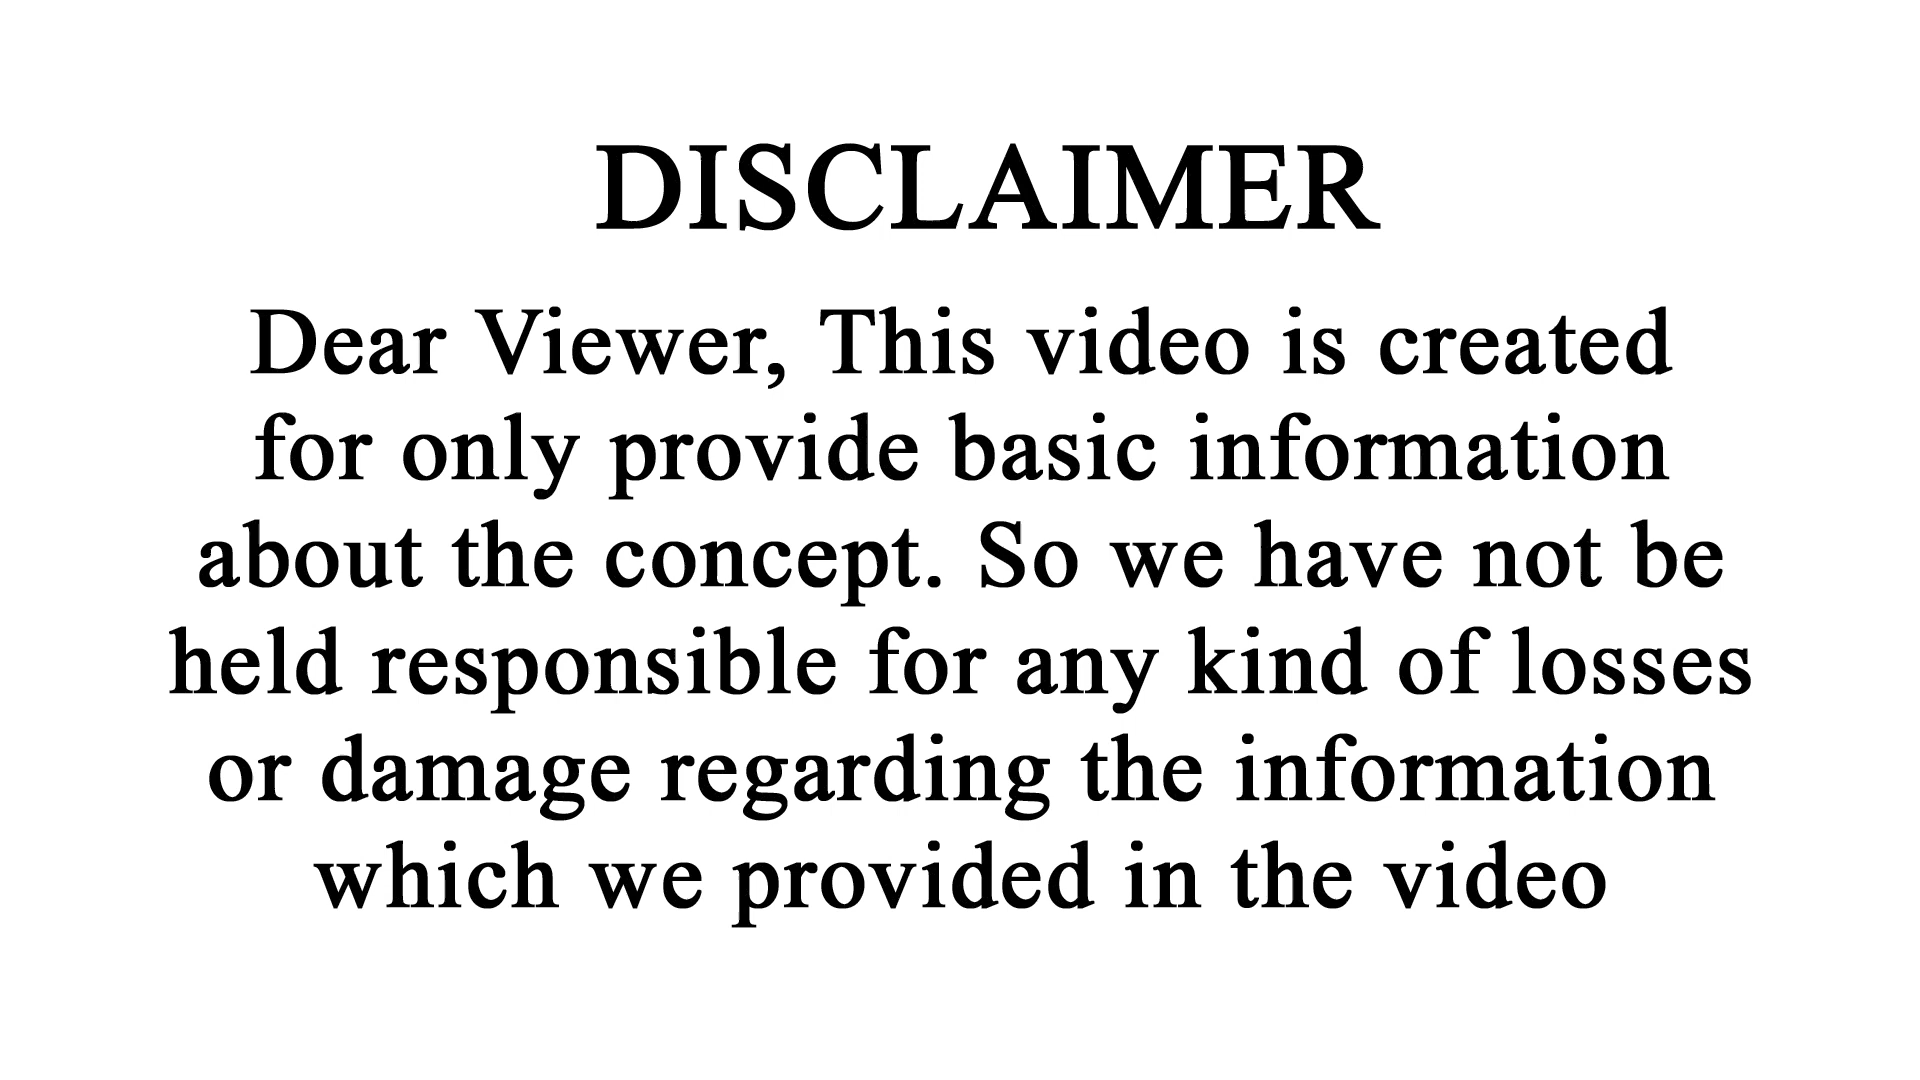 DISCLAIMER
Dear Viewer, This video is created
for only provide basic information
about the concept. So we have not be
held responsible for any kind of losses
or damage regarding the information
which we provided in the video